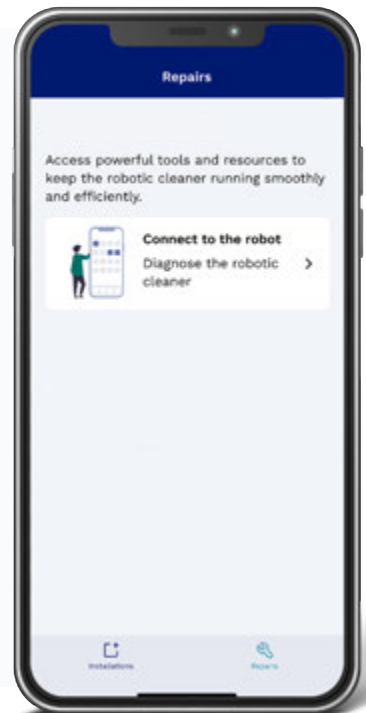 Repairs
Access powerful tools and resources to
keep the robotic cleaner running smoothly
and efficiently.
Connect to the robot
Diagnose the robotic
cleaner
Installations
Repairs